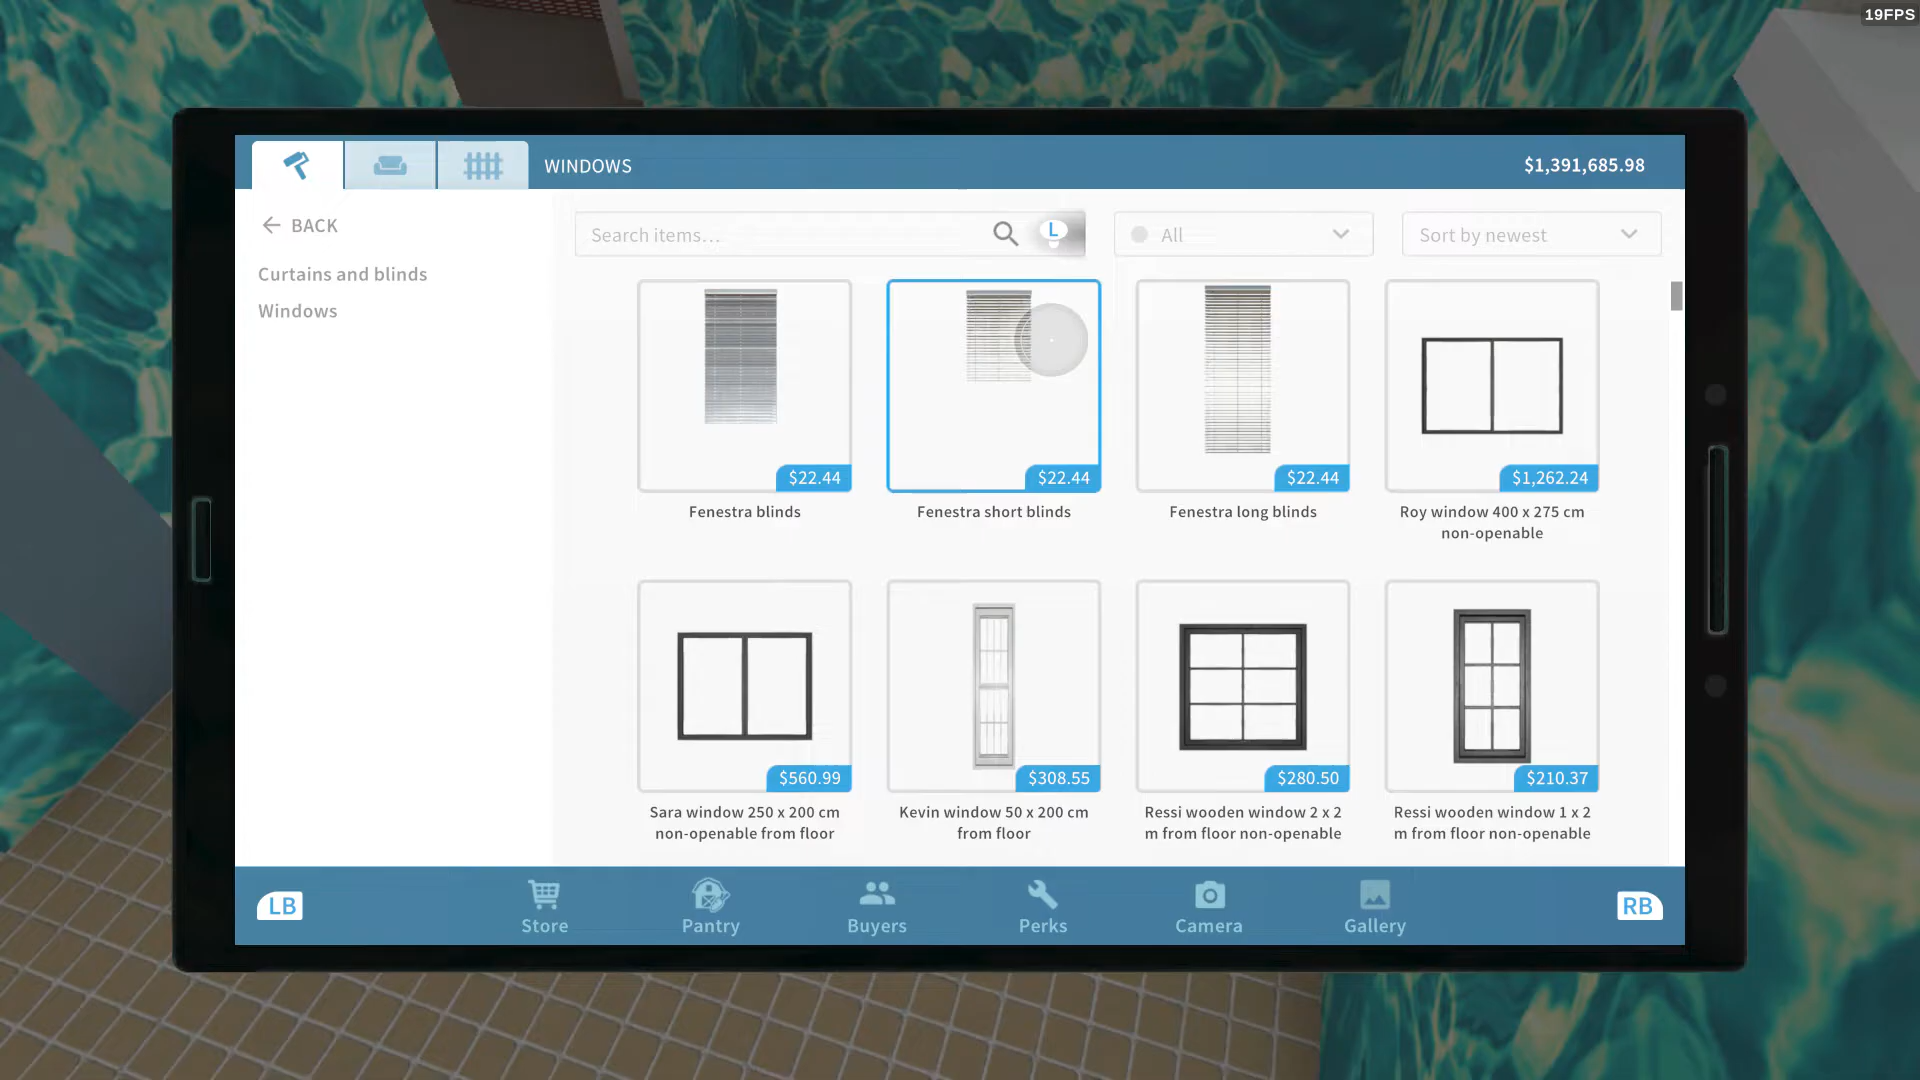 19FPS
WINDOWS
$1,391,685.98
BACK
Search items...
L
All
Sort by newest
Curtains and blinds
Windows
$22.44
$22.44
$22.44
$1,262.24
Fenestra blinds
Fenestra short blinds
Fenestra long blinds
Roy window 400 x 275 cm
non-openable
$560.99
$308.55
$280.50
$210.37
Sara window 250 x 200 cm
non-openable from floor
Kevin window 50 x 200 cm
from floor
Ressi wooden window 2 x 2
m from floor non-openable
Ressi wooden window 1 x 2
m from floor non-openable
LB
Store
Pantry
Buyers
Perks
Camera
Gallery
RB